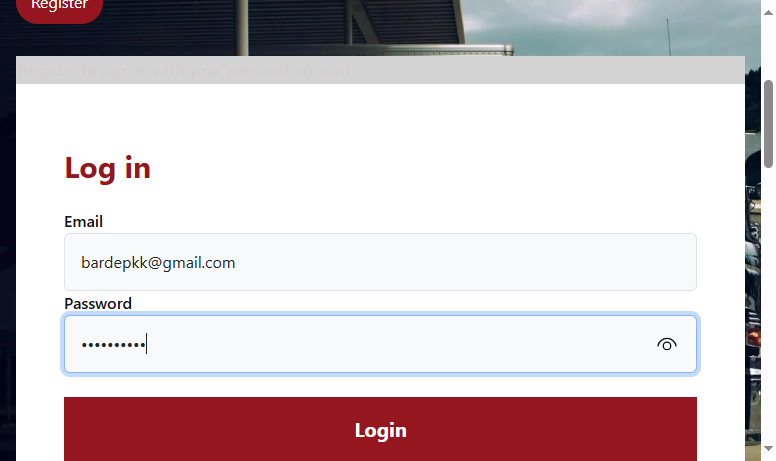 Register
Register to sign in with your personal account
Log in
Email
bardepkk@gmail.com
Password
••••••••••
Login